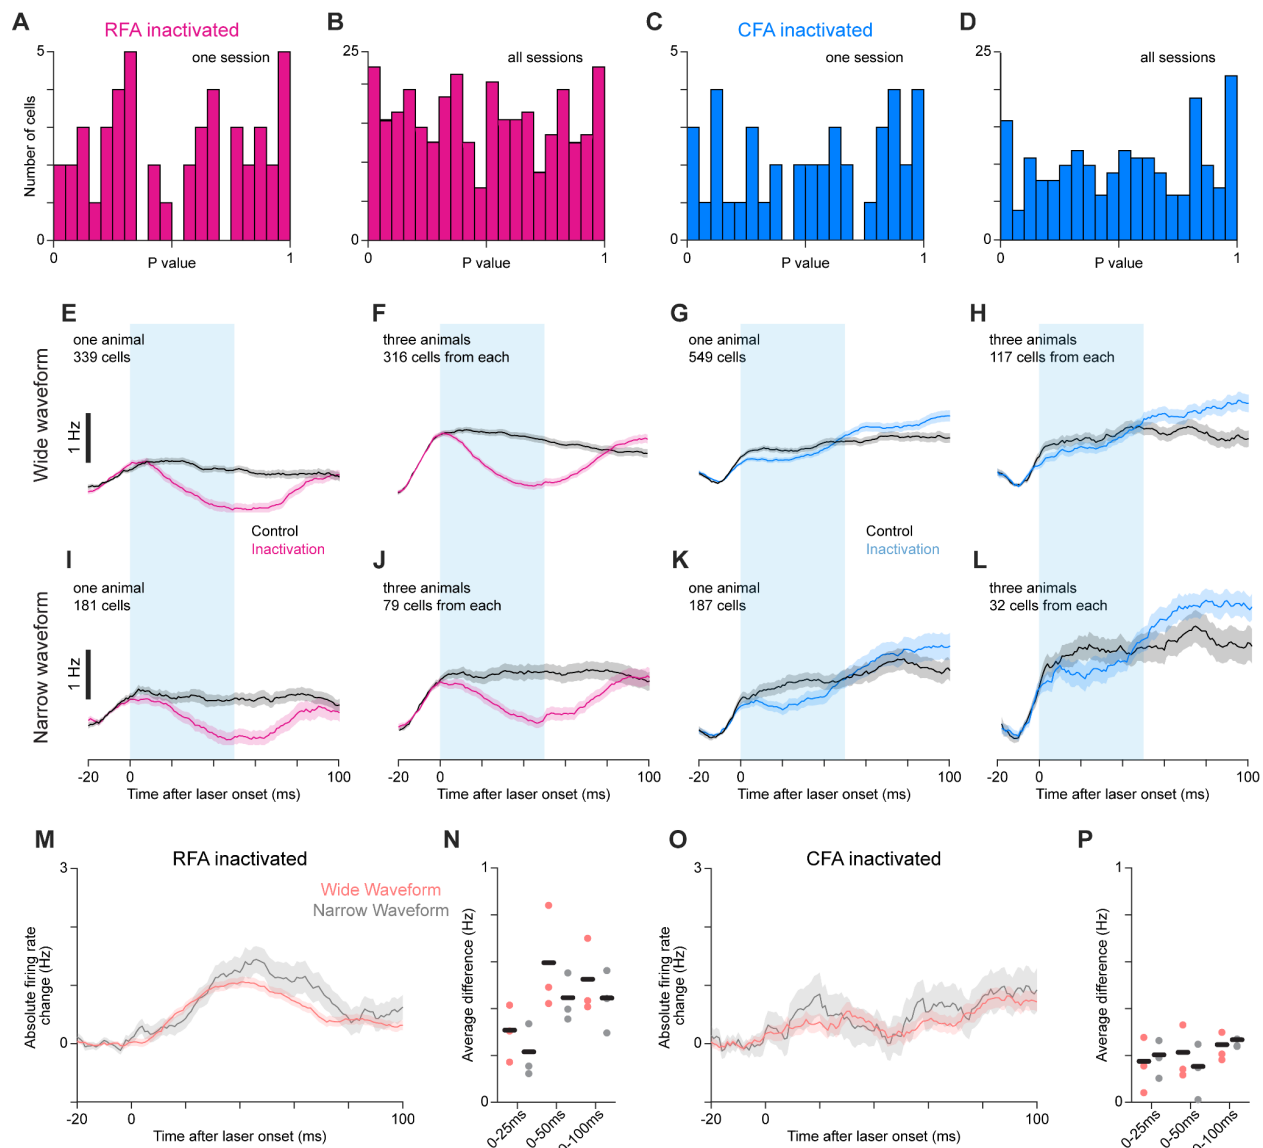 A
RFA inactivated
B
C
CFA inactivated
D
5
one session
25
all sessions
5
one session
25
all sessions
Number of cells
0
0
0
0
0
1
0
1
0
1
0
1
P value
P value
P value
P value
E
F
G
H
Wide waveform
one animal
339 cells
three animals
316 cells from each
one animal
549 cells
three animals
117 cells from each
1 Hz
Control
Inactivation
Control
Inactivation
I
J
K
L
Narrow waveform
one animal
181 cells
three animals
79 cells from each
one animal
187 cells
three animals
32 cells from each
1 Hz
-20
0
100
-20
0
100
-20
0
100
-20
0
100
Time after laser onset (ms)
Time after laser onset (ms)
Time after laser onset (ms)
Time after laser onset (ms)
M
RFA inactivated
N
O
CFA inactivated
P
3
1
3
1
Wide Waveform
Narrow Waveform
Absolute firing rate
change (Hz)
Average difference (Hz)
Absolute firing rate
change (Hz)
Average difference (Hz)
0
0
0
0
-20
0
100
-20
0
100
Time after laser onset (ms)
Time after laser onset (ms)
0-25ms
0-50ms
0-100ms
0-25ms
0-50ms
0-100ms